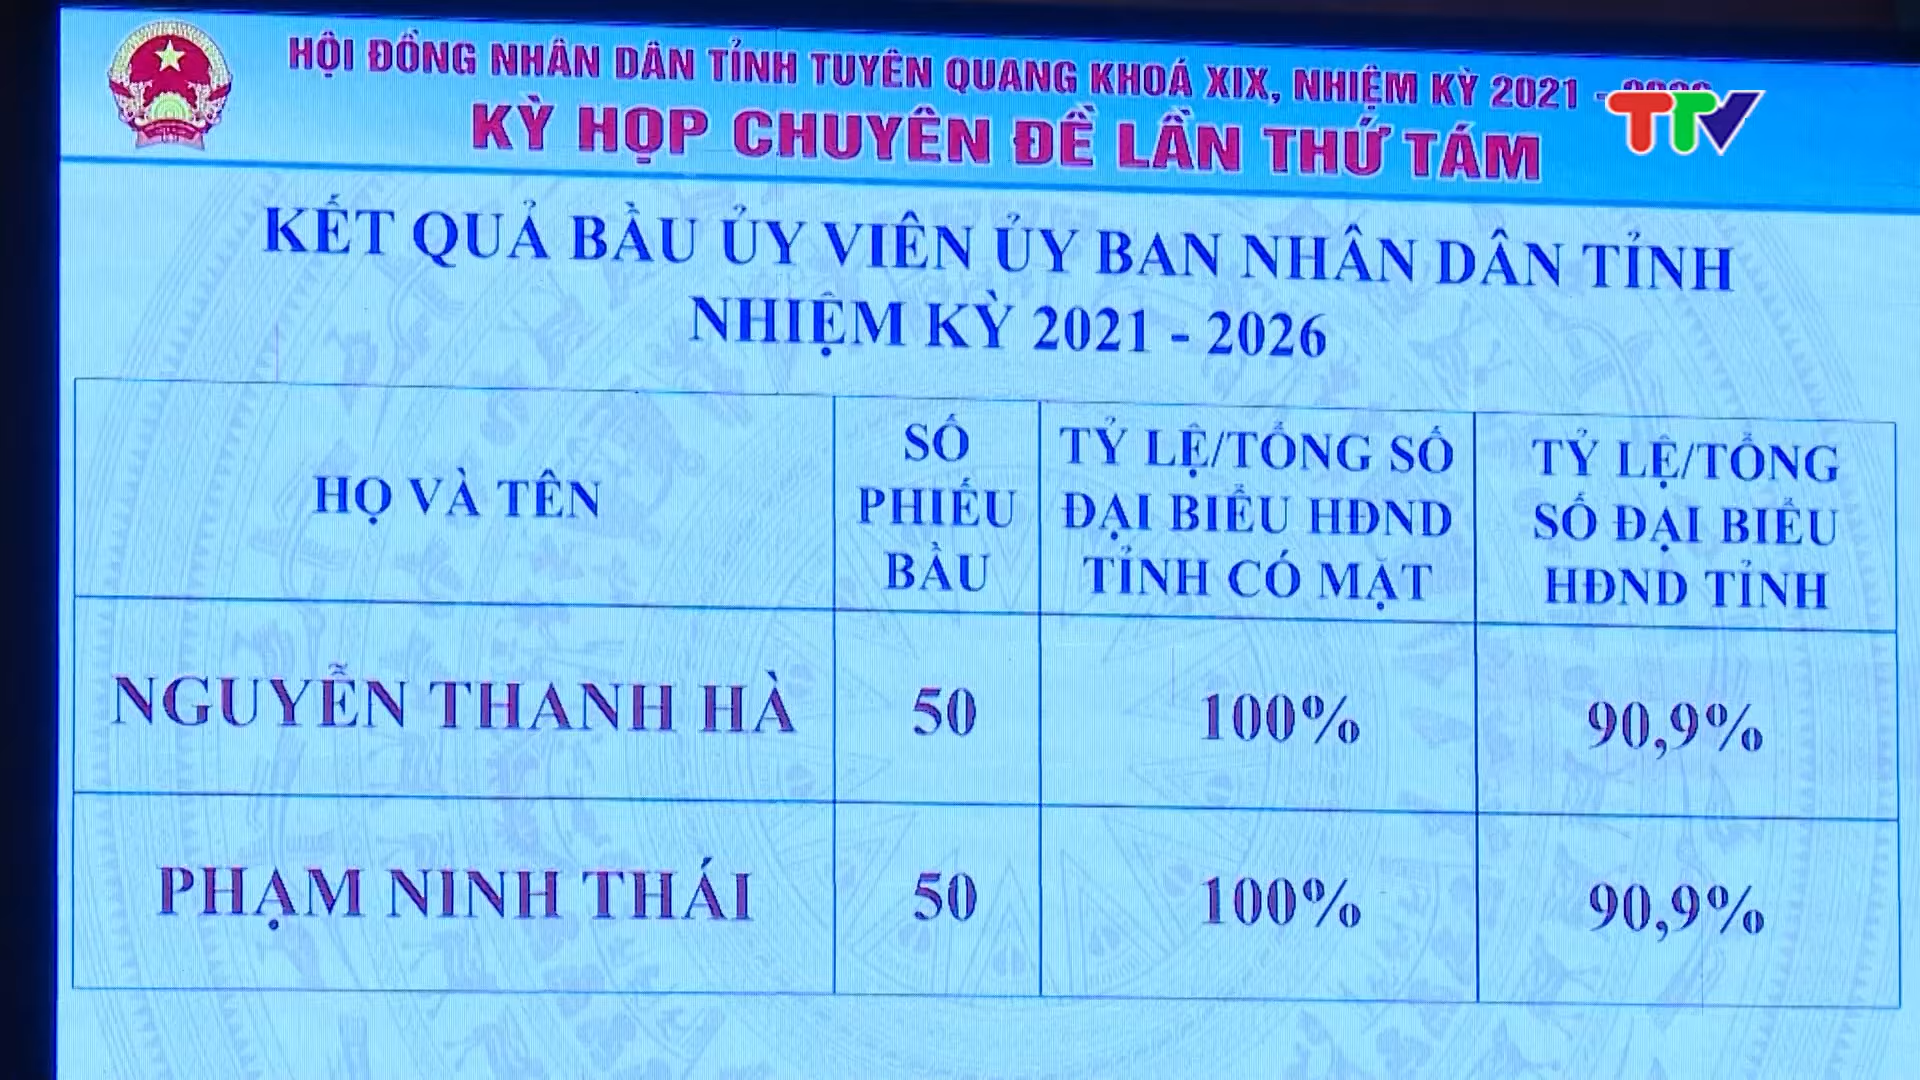 HỘI ĐỒNG NHÂN DÂN TỈNH TUYÊN QUANG KHOÁ XIX, NHIỆM KỲ 2021 -
TTV
KỲ HỌP CHUYÊN ĐỀ LẦN THỨ TÁM
KẾT QUẢ BẦU ỦY VIÊN ỦY BAN NHÂN DÂN TỈNH
NHIỆM KỲ 2021 - 2026
HỌ VÀ TÊN
SỐ
PHIẾU
BẦU
TỶ LỆ/TỔNG SỐ
ĐẠI BIỂU HĐND
TỈNH CÓ MẶT
TỶ LỆ/TỔNG
SỐ ĐẠI BIỂU
HĐND TỈNH
NGUYỄN THANH HÀ 50 100% 90,9%
PHẠM NINH THÁI 50 100% 90,9%